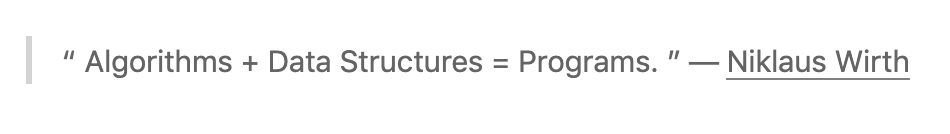 “ Algorithms + Data Structures = Programs. ” — Niklaus Wirth